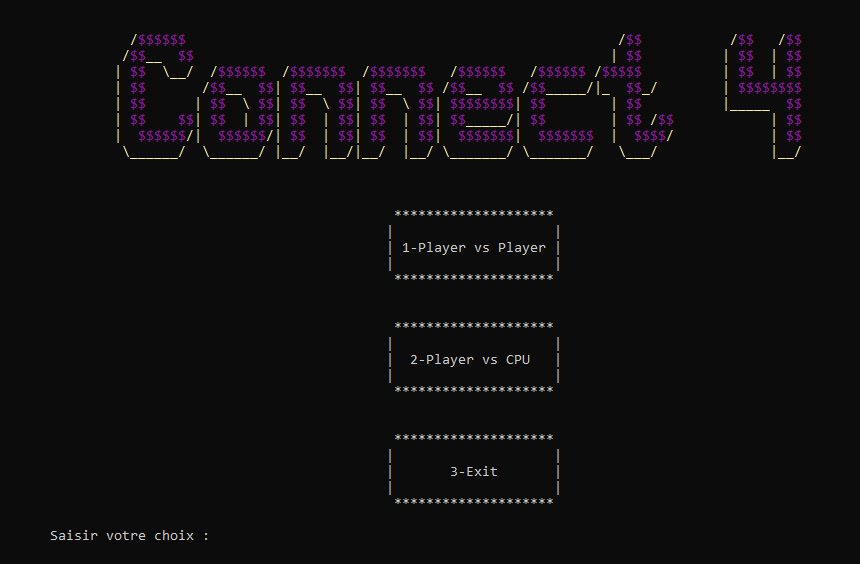 Connect 4
1-Player vs Player
2-Player vs CPU
3-Exit
Saisir votre choix :